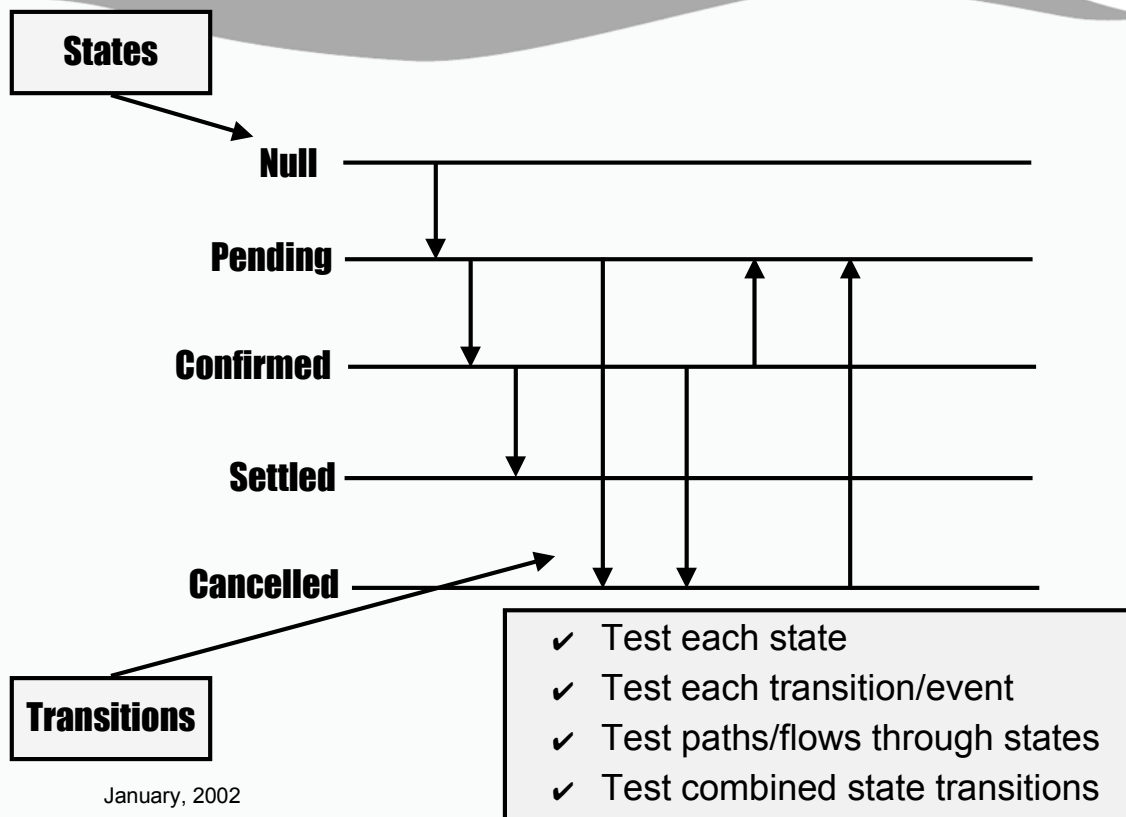 States
Null
Pending
Confirmed
Settled
Cancelled
Transitions
✔ Test each state
✔ Test each transition/event
✔ Test paths/flows through states
✔ Test combined state transitions
January, 2002